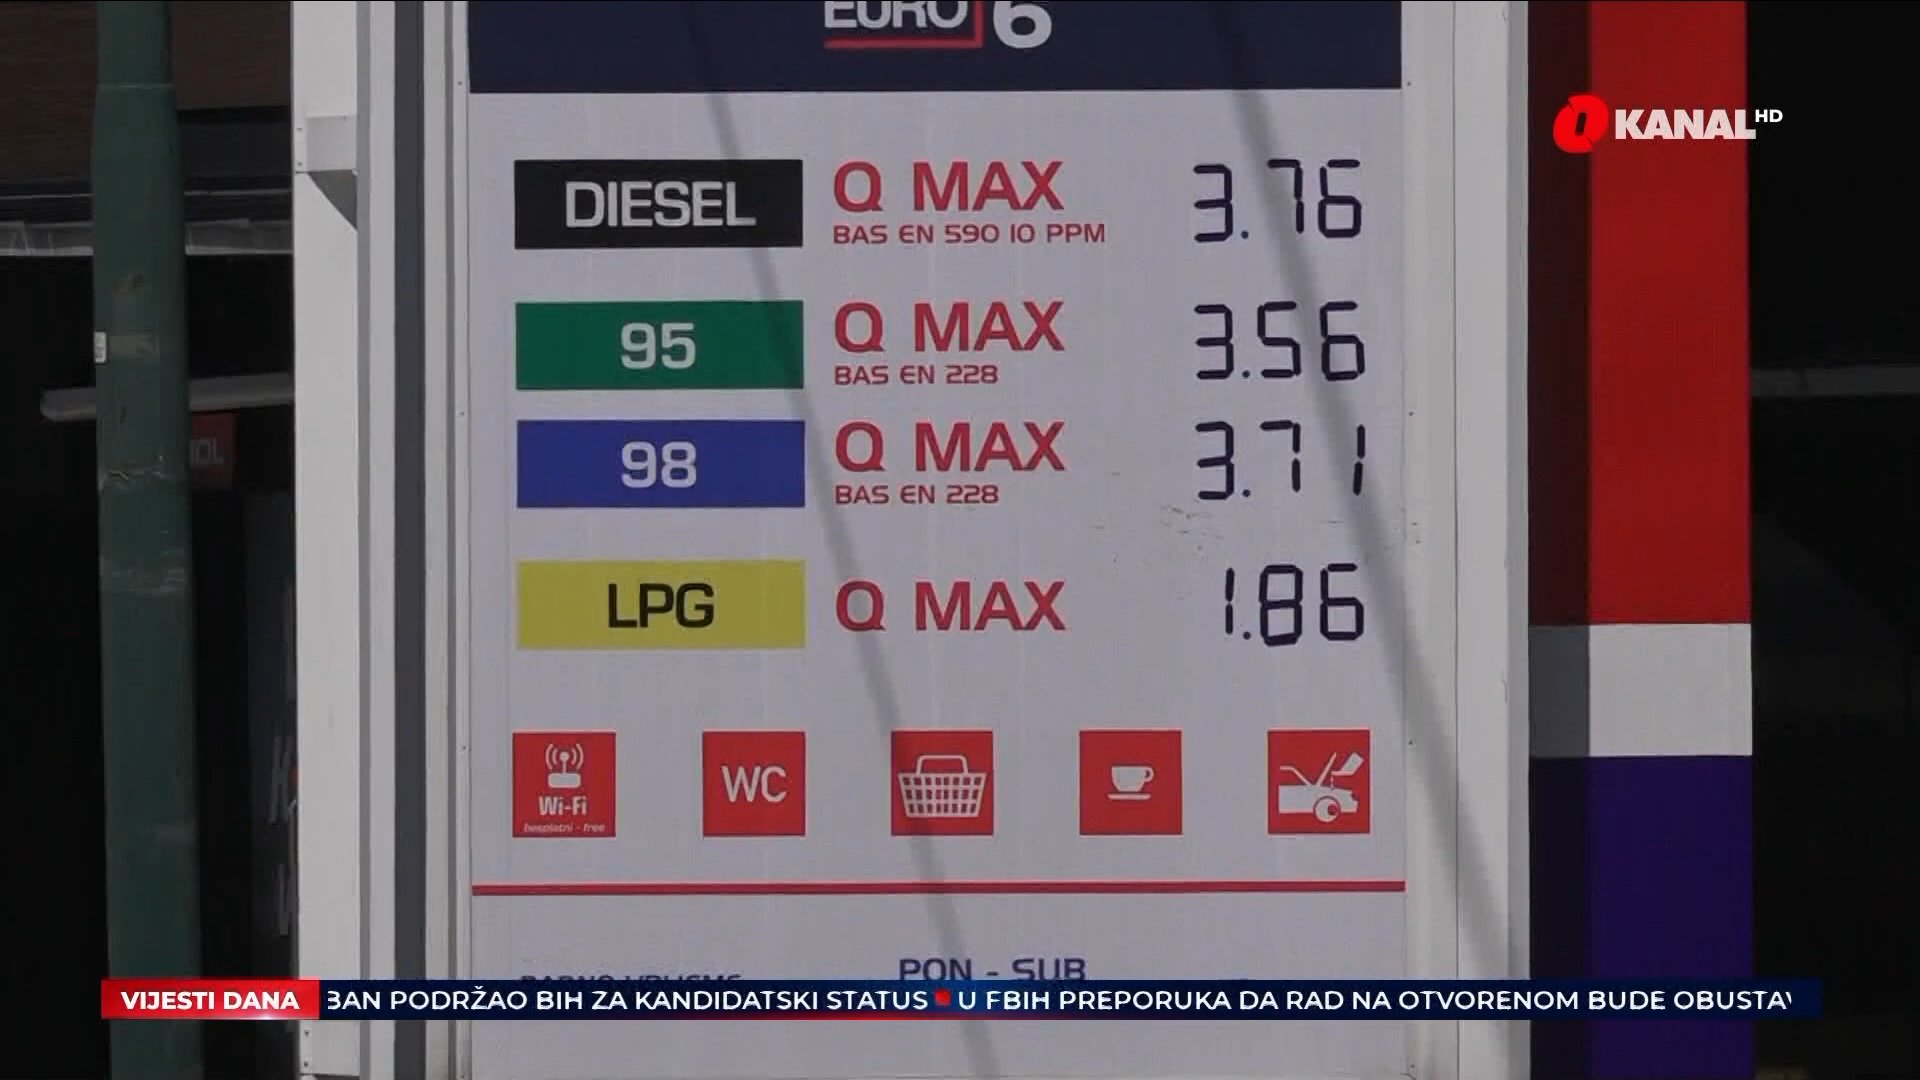 EURO 6
KANAL HD
DIESEL Q MAX 3.76
BAS EN 590 10 PPM
95 Q MAX 3.56
BAS EN 228
98 Q MAX 3.71
BAS EN 228
LPG Q MAX 1.86
Wi-Fi
besplatni - free
WC
PON - SUB
VIJESTI DANA BAN PODRŽAO BIH ZA KANDIDATSKI STATUS U FBIH PREPORUKA DA RAD NA OTVORENOM BUDE OBUSTAV